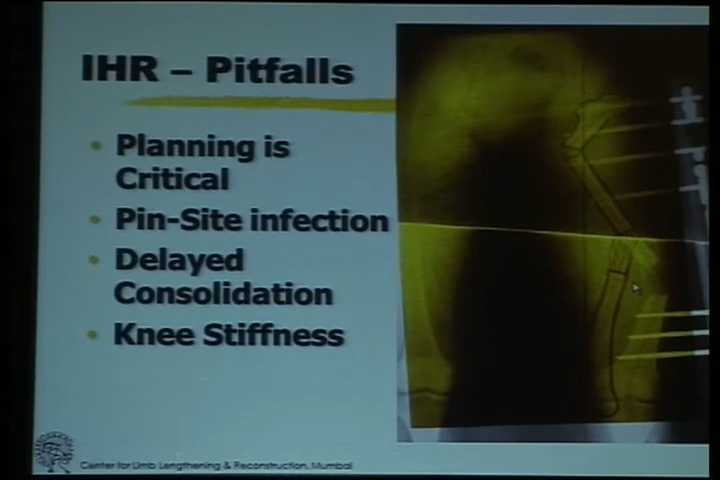 IHR – Pitfalls
Planning is
Critical
Pin-Site infection
Delayed
Consolidation
Knee Stiffness
Center for Limb Lengthening & Reconstruction, Mumbai